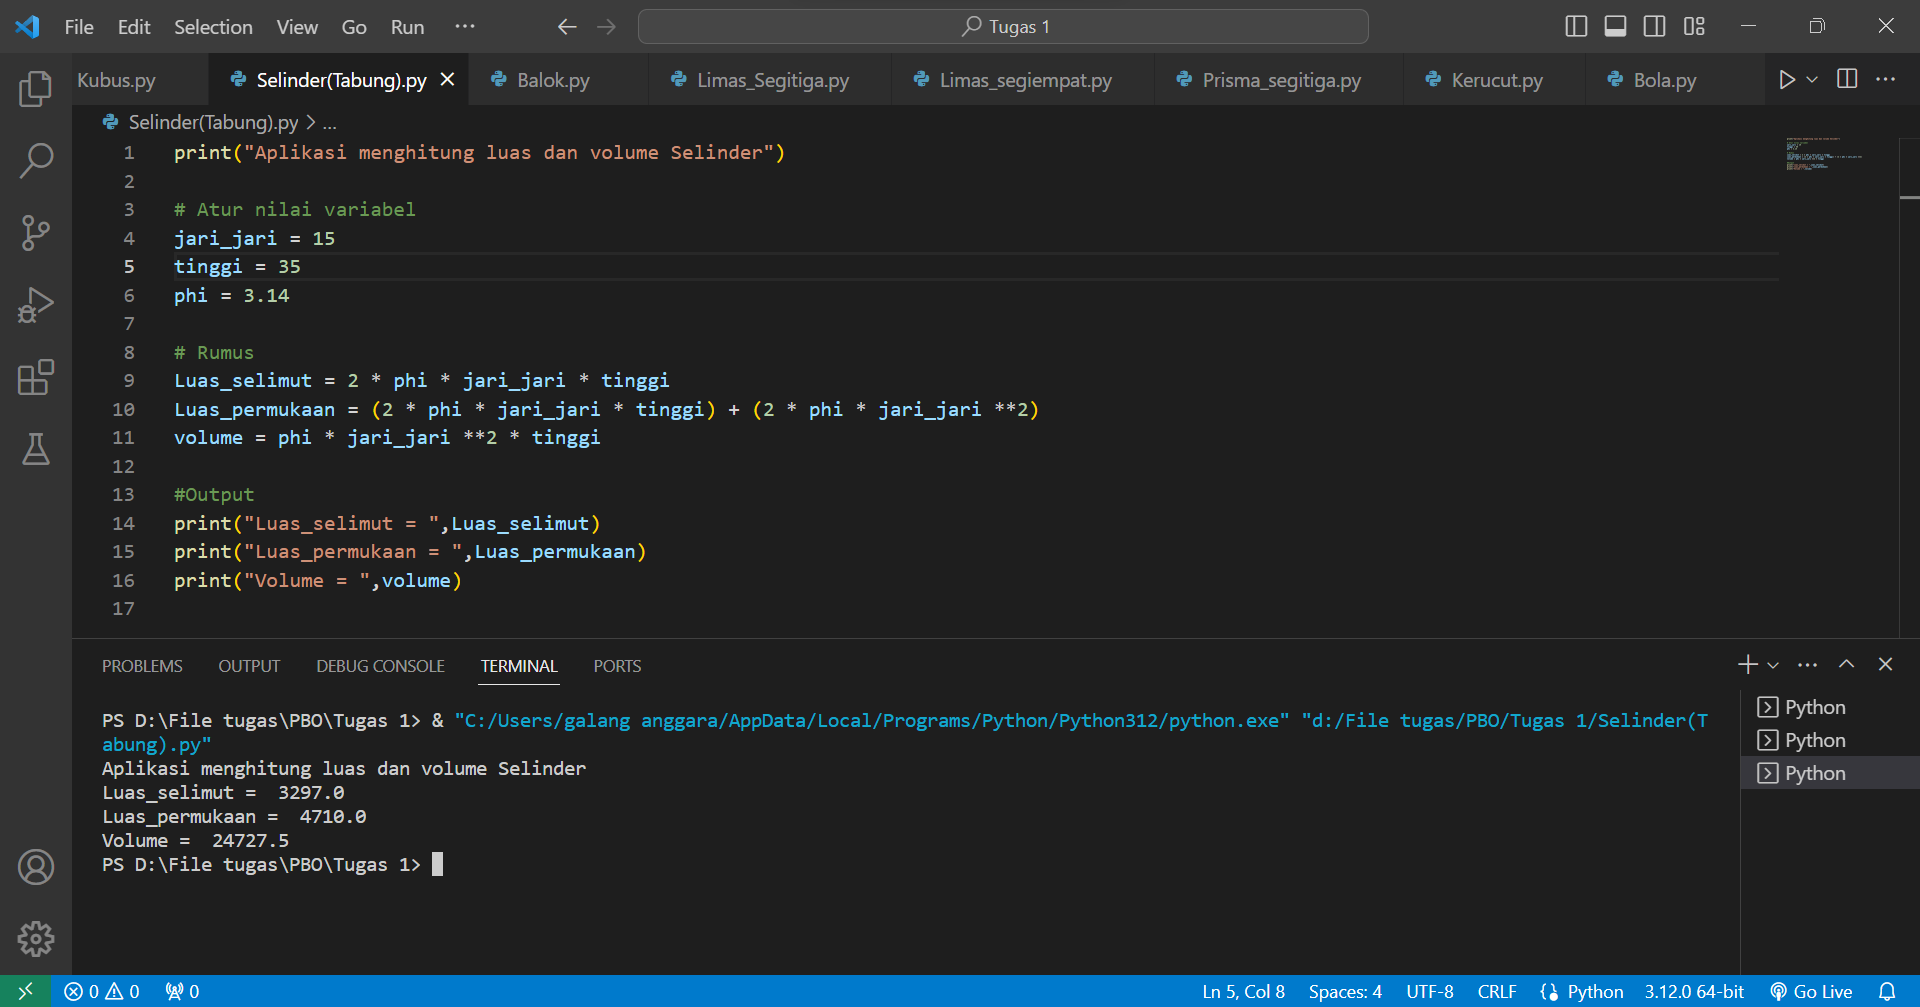 File Edit Selection View Go Run ··· Tugas 1
Kubus.py Selinder(Tabung).py Balok.py Limas_Segitiga.py Limas_segiempat.py Prisma_segitiga.py Kerucut.py Bola.py
Selinder(Tabung).py > ...
1 print("Aplikasi menghitung luas dan volume Selinder")
2
3 # Atur nilai variabel
4 jari_jari = 15
5 tinggi = 35
6 phi = 3.14
7
8 # Rumus
9 Luas_selimut = 2 * phi * jari_jari * tinggi
10 Luas_permukaan = (2 * phi * jari_jari * tinggi) + (2 * phi * jari_jari **2)
11 volume = phi * jari_jari **2 * tinggi
12
13 #Output
14 print("Luas_selimut = ",Luas_selimut)
15 print("Luas_permukaan = ",Luas_permukaan)
16 print("Volume = ",volume)
17
PROBLEMS OUTPUT DEBUG CONSOLE TERMINAL PORTS
PS D:\File tugas\PBO\Tugas 1> & "C:/Users/galang anggara/AppData/Local/Programs/Python/Python312/python.exe" "d:/File tugas/PBO/Tugas 1/Selinder(T
abung).py"
Aplikasi menghitung luas dan volume Selinder
Luas_selimut =  3297.0
Luas_permukaan =  4710.0
Volume =  24727.5
PS D:\File tugas\PBO\Tugas 1>
Python
Python
Python
0 0 0 Ln 5, Col 8 Spaces: 4 UTF-8 CRLF Python 3.12.0 64-bit Go Live